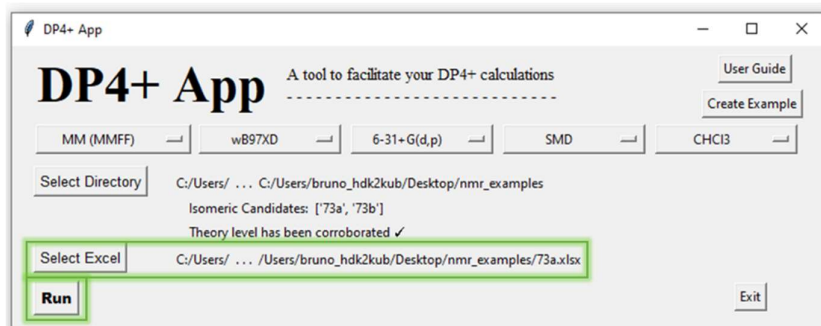 DP4+ App
DP4+ App
A tool to facilitate your DP4+ calculations
User Guide
Create Example
MM (MMFF) wB97XD 6-31+G(d,p) SMD CHCl3
Select Directory C:/Users/ ... C:/Users/bruno_hdk2kub/Desktop/nmr_examples
Isomeric Candidates: ['73a', '73b']
Theory level has been corroborated ✓
Select Excel C:/Users/ ... /Users/bruno_hdk2kub/Desktop/nmr_examples/73a.xlsx
Run Exit